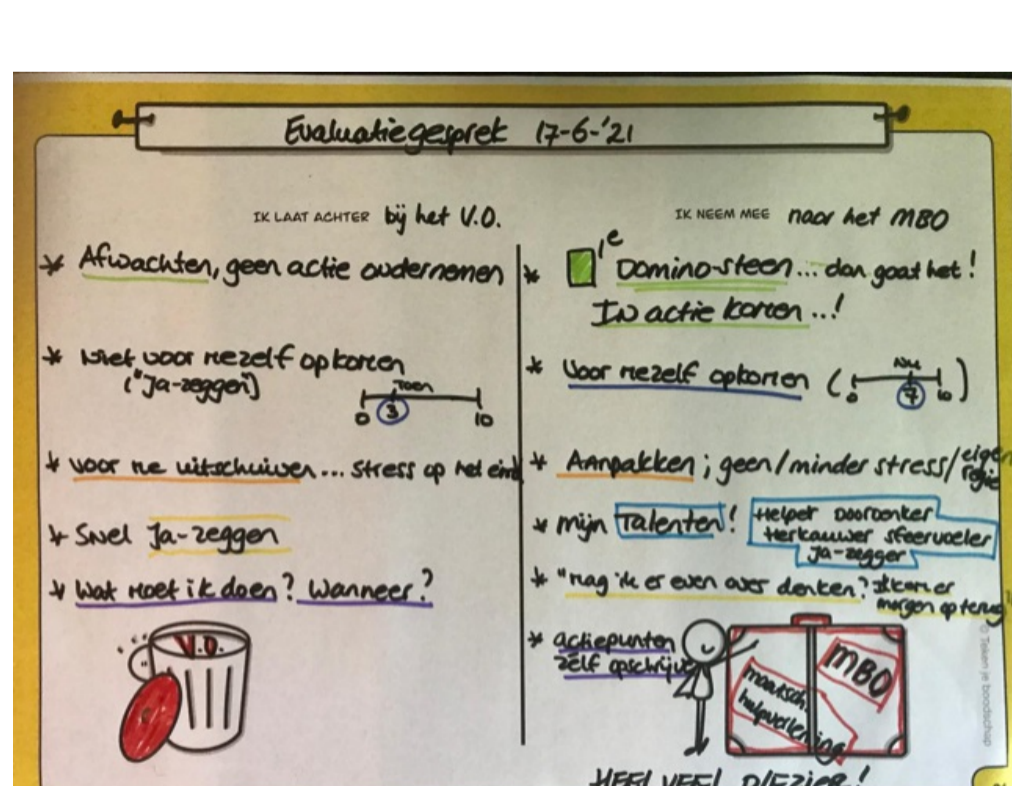 Evaluatiegesprek 17-6-'21
IK LAAT ACHTER bij het V.O.
* Afwachten, geen actie ondernemen
* Niet voor mezelf opkomen
("Ja-zeggen)
Toen
0 3 10
* voor me uitschuiven... stress op het eind
* Snel Ja-zeggen
* Wat moet ik doen? Wanneer?
V.O.
IK NEEM MEE naar het MBO
* 1e Domino-steen... dan gaat het!
In actie komen...!
* Voor mezelf opkomen ( )
Nu
0 7 10
* Aanpakken; geen/minder stress/eigen
regie
* mijn Talenten!
Helper Doordenker
Herkauwer sfeervoeler
Ja-zegger
* "mag ik er even over denken? Ik kom er
morgen op terug"
* actiepunten
zelf opschrijven
MBO
maatsch.
hulpverlening
HEEL VEEL PLEZIER!
© Teken je boodschap